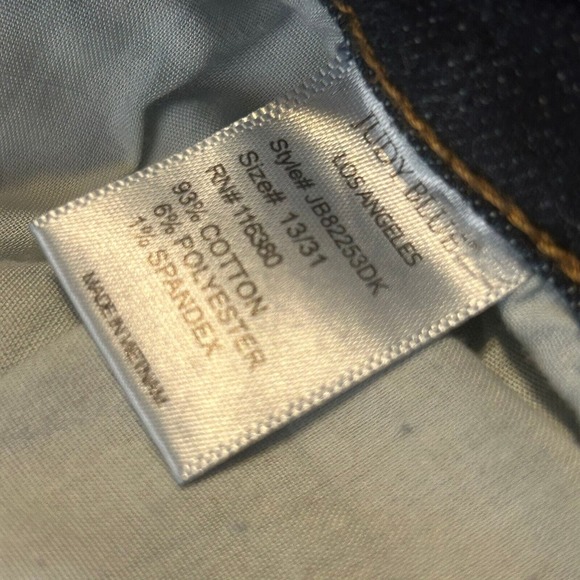 JUDY BLUE
LOS ANGELES
Style# JB82253DK
Size# 13/31
RN# 116380
93% COTTON
6% POLYESTER
1% SPANDEX
MADE IN VIETNAM